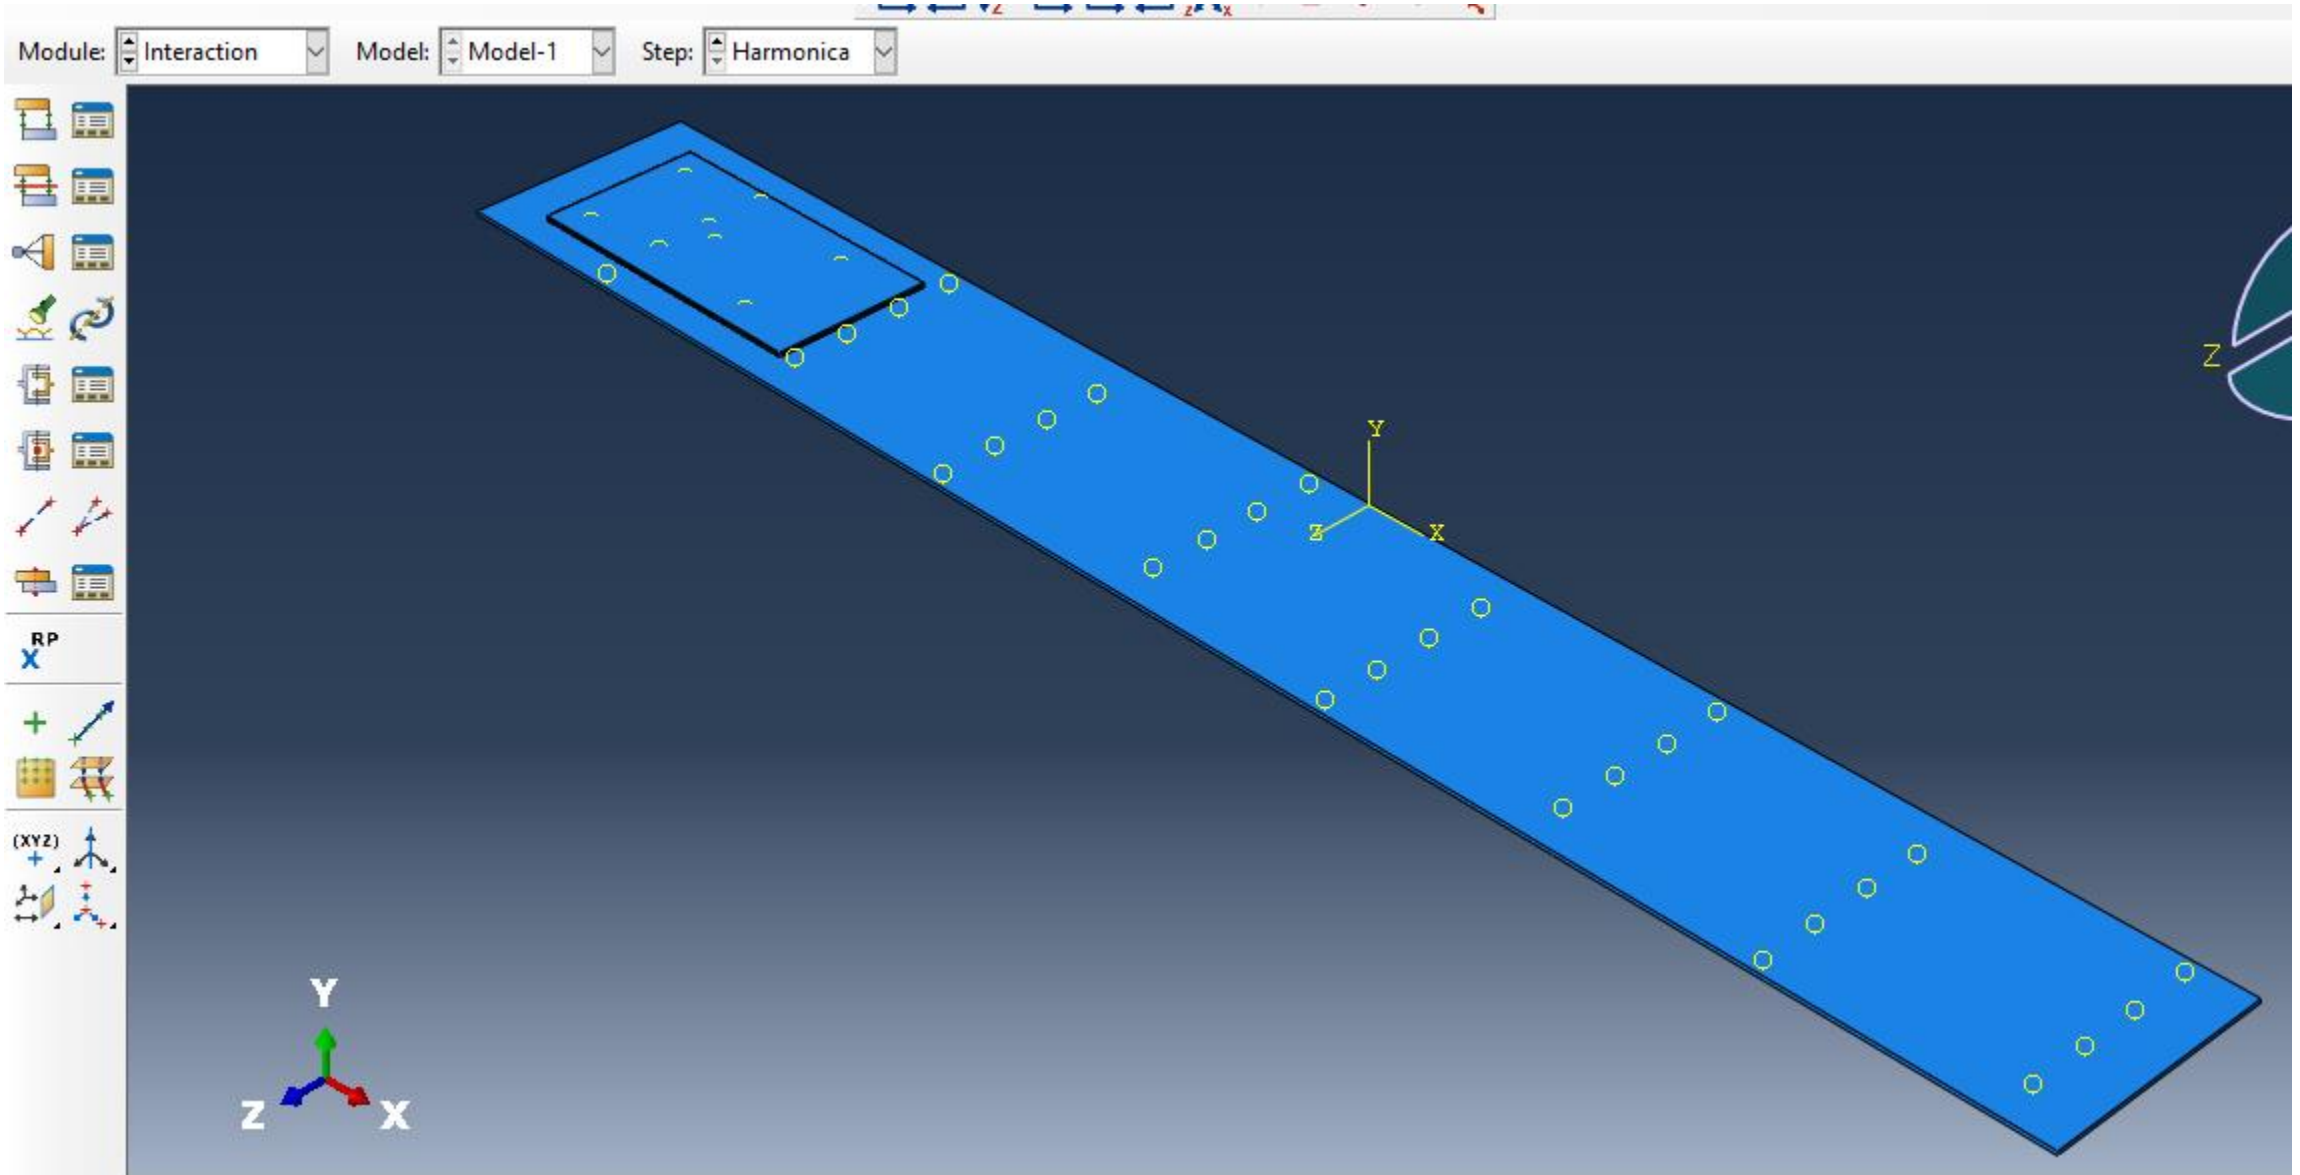 Module: Interaction Model: Model-1 Step: Harmonica
Z
Y
Z X
RP
X
(XYZ)
Y
Z X